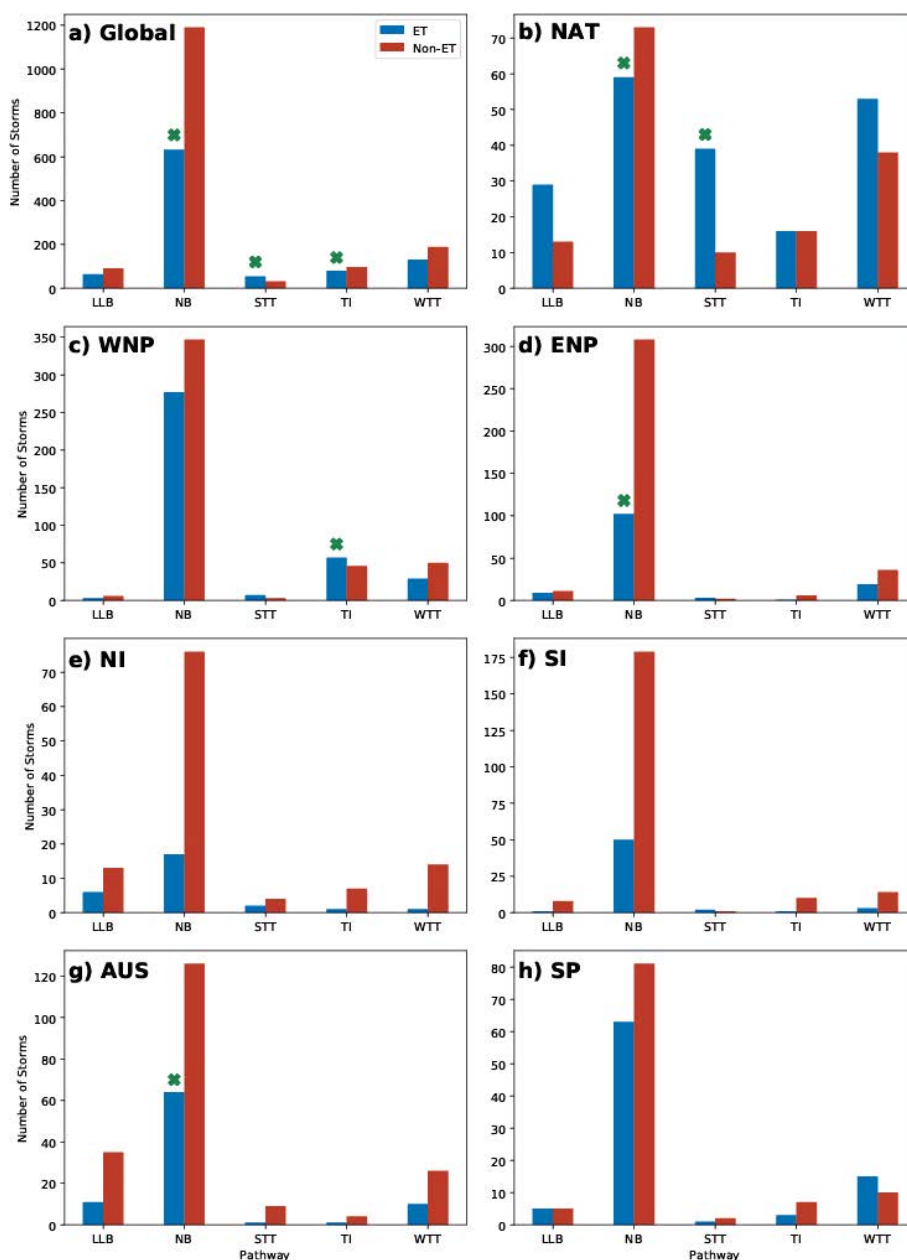 a) Global
ET
Non-ET
Number of Storms
1200
1000
800
600
400
200
0
LLB NB STT TI WTT
b) NAT
70
60
50
40
30
20
10
0
LLB NB STT TI WTT
c) WNP
Number of Storms
350
300
250
200
150
100
50
0
LLB NB STT TI WTT
d) ENP
300
250
200
150
100
50
0
LLB NB STT TI WTT
e) NI
Number of Storms
70
60
50
40
30
20
10
0
LLB NB STT TI WTT
f) SI
175
150
125
100
75
50
25
0
LLB NB STT TI WTT
g) AUS
Number of Storms
120
100
80
60
40
20
0
LLB NB STT TI WTT
Pathway
h) SP
80
70
60
50
40
30
20
10
0
LLB NB STT TI WTT
Pathway